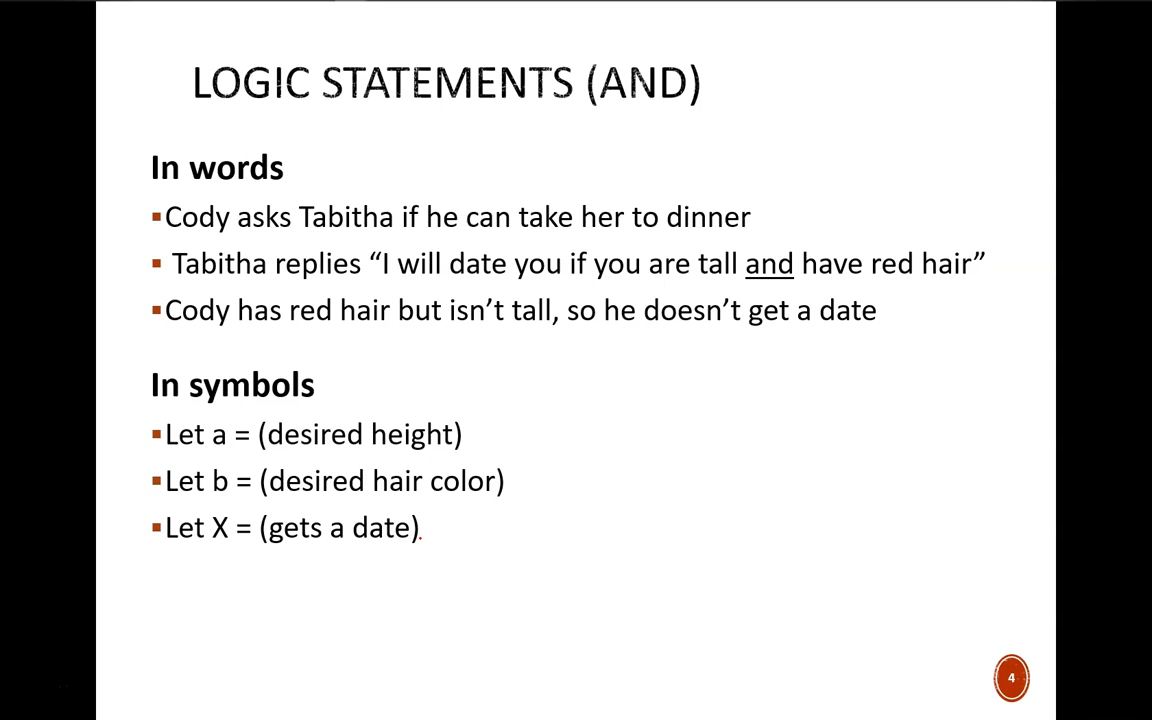 LOGIC STATEMENTS (AND)
In words
▪Cody asks Tabitha if he can take her to dinner
▪ Tabitha replies “I will date you if you are tall and have red hair”
▪Cody has red hair but isn’t tall, so he doesn’t get a date
In symbols
▪Let a = (desired height)
▪Let b = (desired hair color)
▪Let X = (gets a date)
4